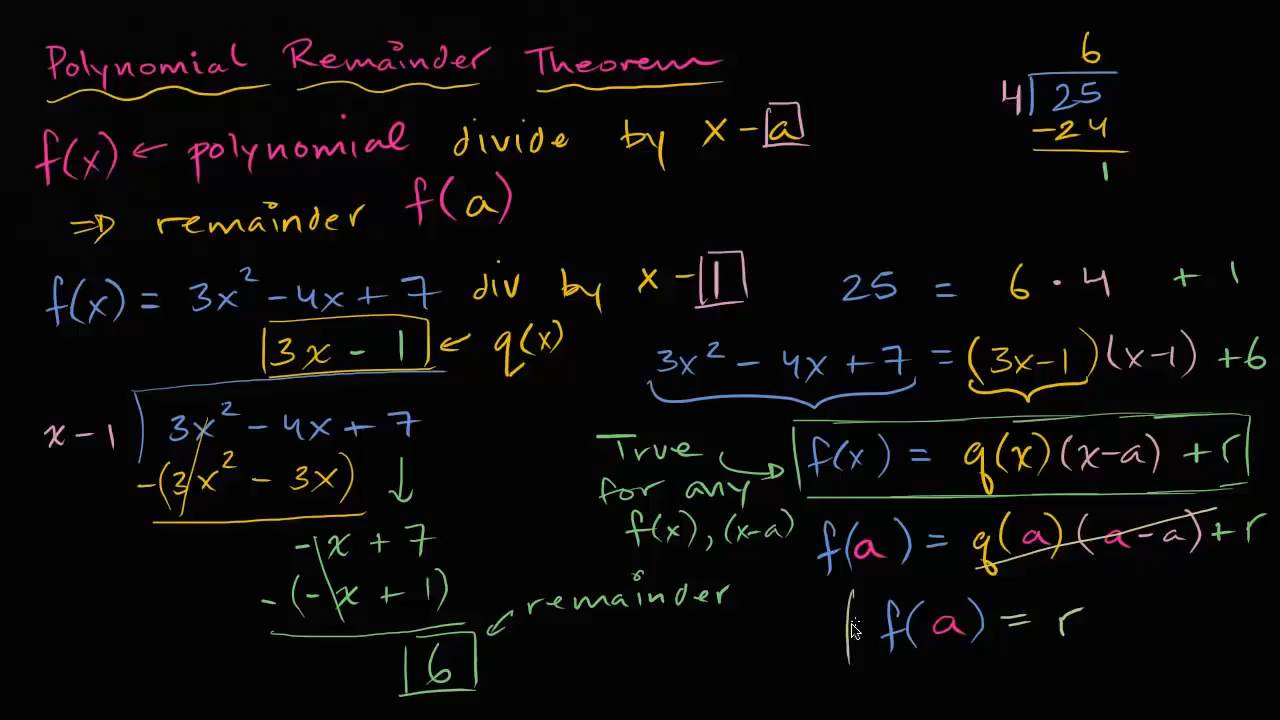 Polynomial Remainder Theorem
f(x) ← polynomial divide by x - a
⇒ remainder f(a)
f(x) = 3x² - 4x + 7 div by x - 1
3x - 1 ← q(x)
x - 1 3x² - 4x + 7
-(3x² - 3x)
-x + 7
-(-x + 1)
6
remainder
6
4 25
-24
1
25 = 6 · 4 + 1
3x² - 4x + 7 = (3x-1)(x-1) + 6
True for any f(x), (x-a)
f(x) = q(x)(x-a) + r
f(a) = q(a)(a-a) + r
f(a) = r